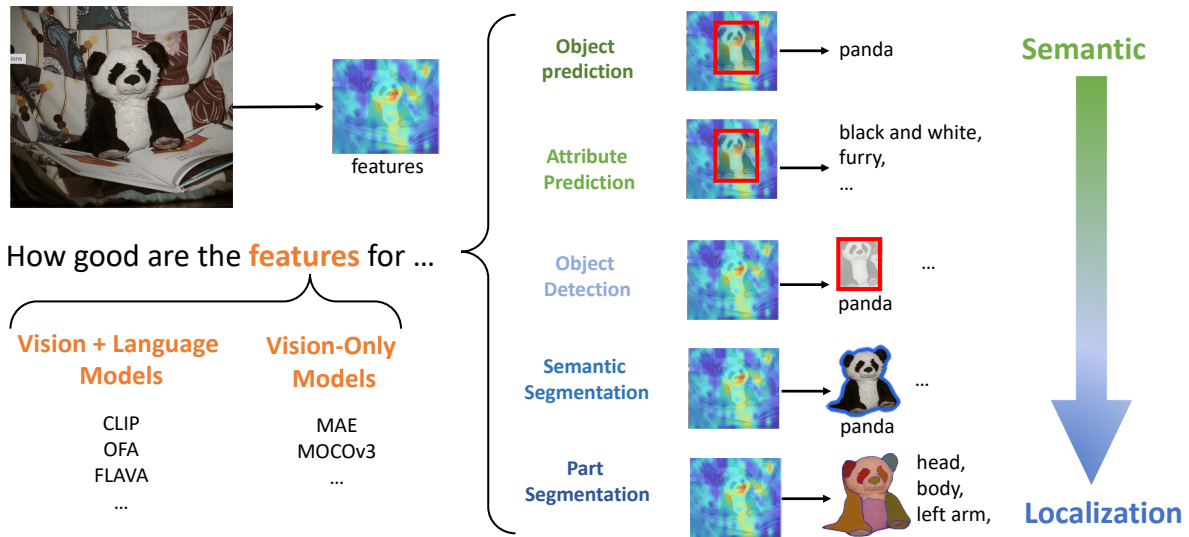 features
How good are the features for ...
Vision + Language
Models
CLIP
OFA
FLAVA
...
Vision-Only
Models
MAE
MOCOv3
...
Object
prediction
panda
Attribute
Prediction
black and white,
furry,
...
Object
Detection
panda
...
Semantic
Segmentation
panda
...
Part
Segmentation
head,
body,
left arm,
Semantic
Localization